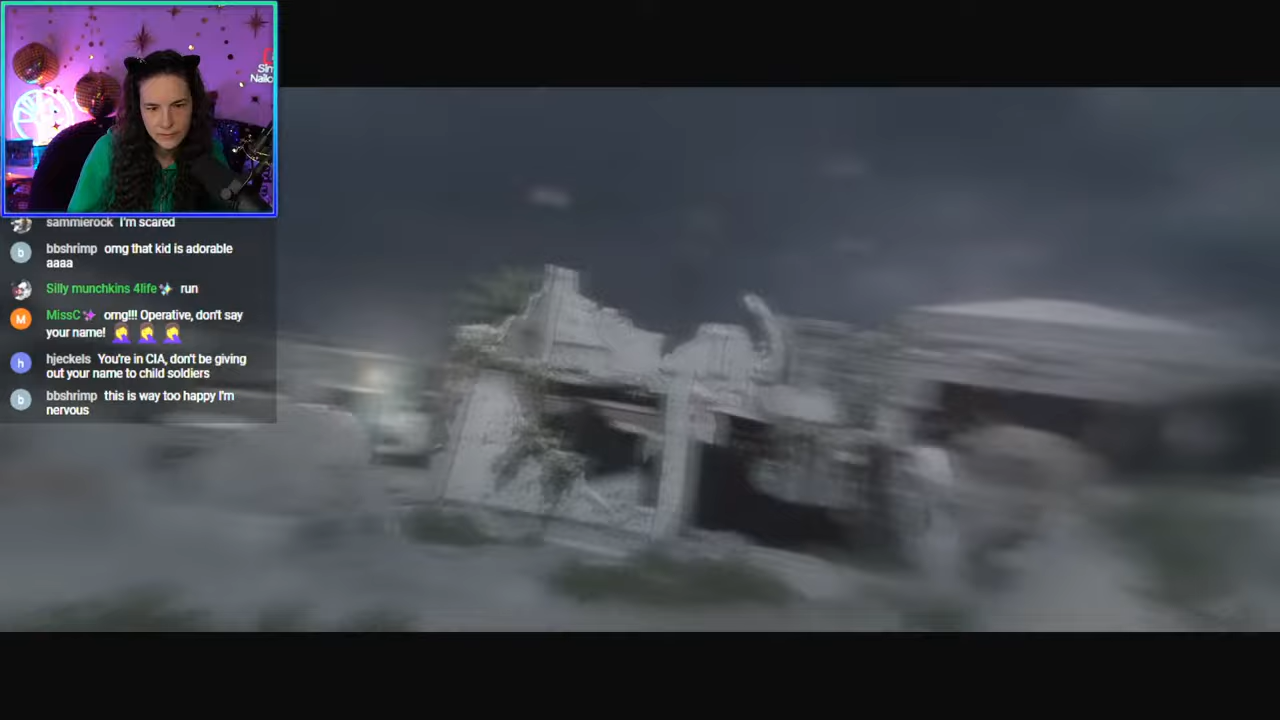 Sim
Nailo
sammierock I'm scared
b bbshrimp omg that kid is adorable
aaaa
Silly munchkins 4life✨ run
M MissC omg!!! Operative, don't say
your name! 🤦‍♀️ 🤦‍♀️ 🤦‍♀️
h hjeckels You're in CIA, don't be giving
out your name to child soldiers
b bbshrimp this is way too happy I'm
nervous